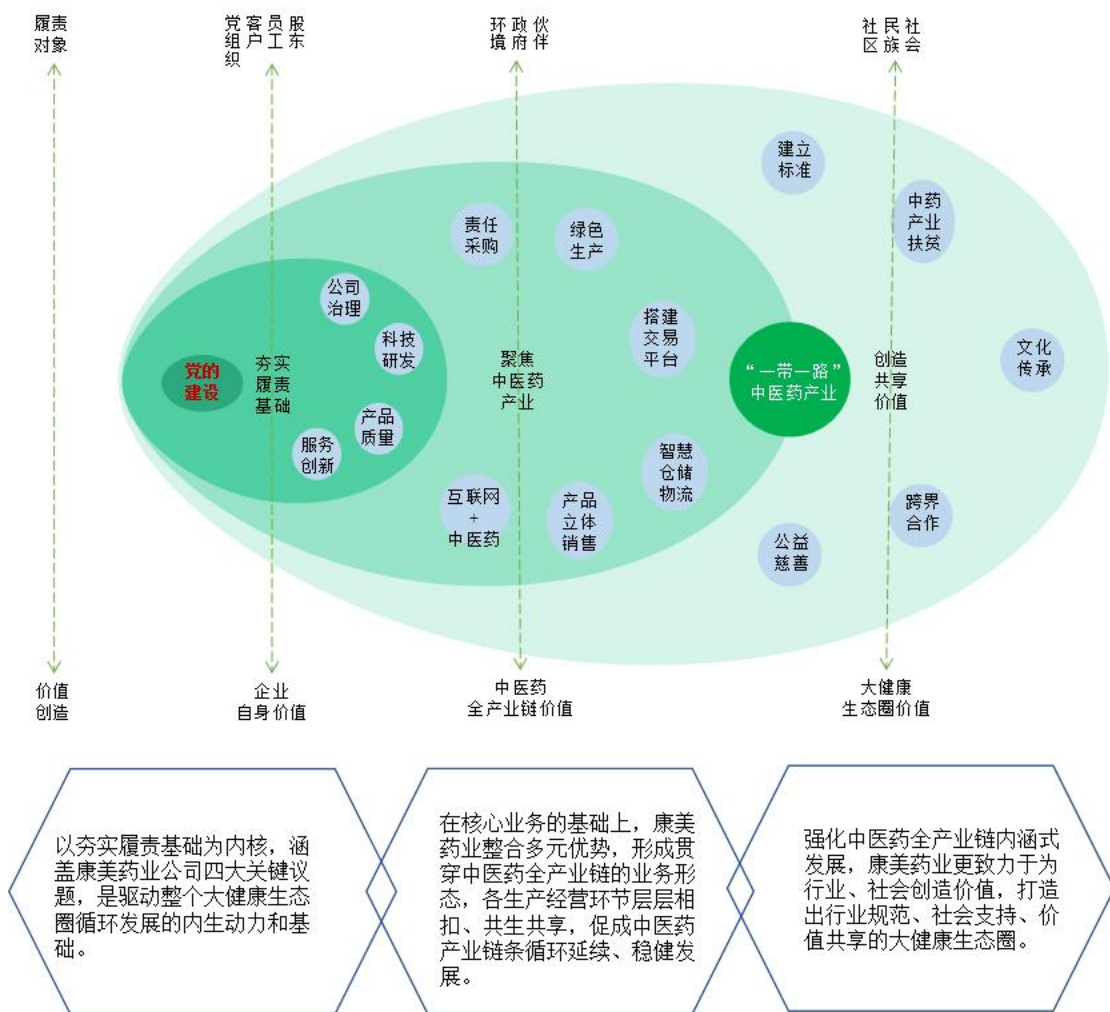 履责
对象
党组织
客户
员工
股东
环境
政府
伙伴
社区
民族
社会
建立
标准
中药
产业
扶贫
责任
采购
绿色
生产
公司
治理
科技
研发
搭建
交易
平台
文化
传承
党的
建设
夯实
履责
基础
聚焦
中医药
产业
“一带一路”
中医药产业
创造
共享
价值
产品
质量
服务
创新
智慧
仓储
物流
互联网
+
中医药
产品
立体
销售
跨界
合作
公益
慈善
价值
创造
企业
自身价值
中医药
全产业链价值
大健康
生态圈价值
以夯实履责基础为内核，涵
盖康美药业公司四大关键议
题，是驱动整个大健康生态
圈循环发展的内生动力和基
础。
在核心业务的基础上，康美
药业整合多元优势，形成贯
穿中医药全产业链的业务形
态，各生产经营环节层层相
扣、共生共享，促成中医药
产业链条循环延续、稳健发
展。
强化中医药全产业链内涵式
发展，康美药业更致力于为
行业、社会创造价值，打造
出行业规范、社会支持、价
值共享的大健康生态圈。